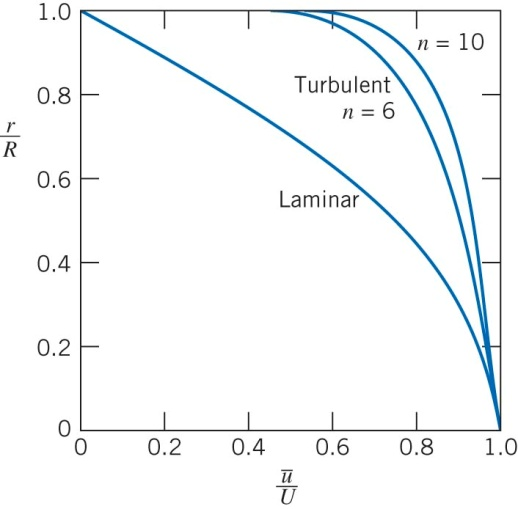 1.0
n = 10
Turbulent
n = 6
0.8
r
R
0.6
Laminar
0.4
0.2
0
0 0.2 0.4 0.6 0.8 1.0
ū
U